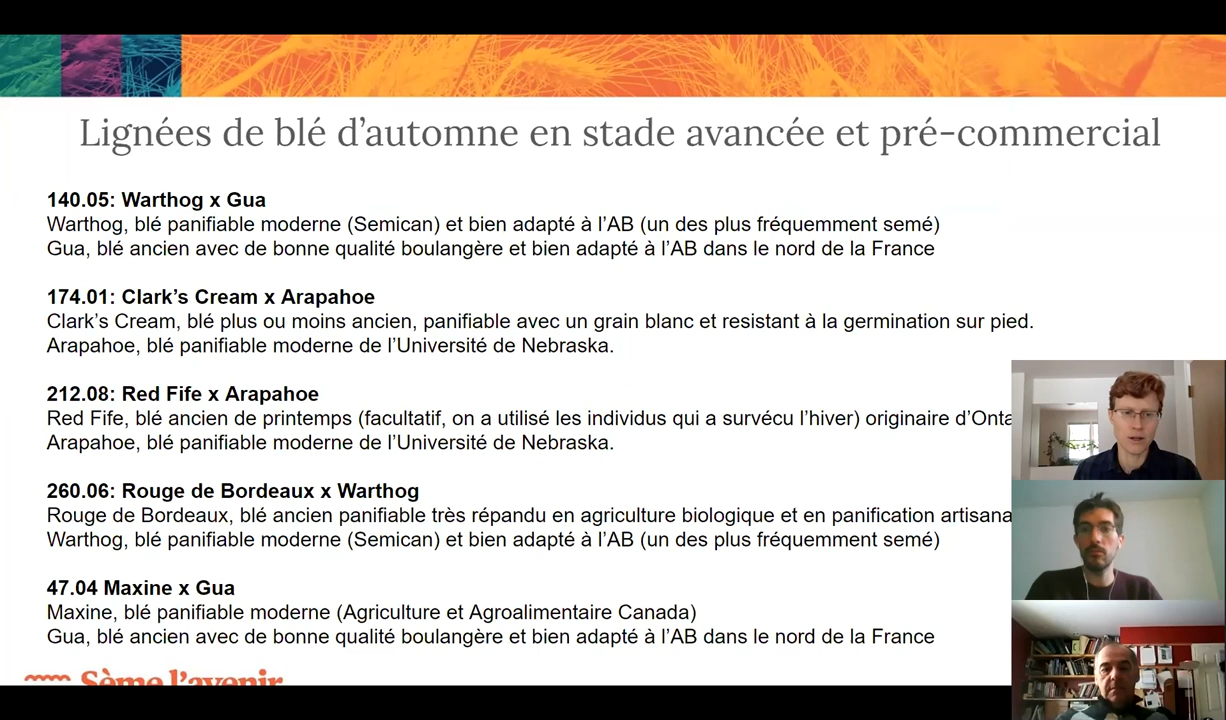 Lignées de blé d’automne en stade avancée et pré-commercial
140.05: Warthog x Gua
Warthog, blé panifiable moderne (Semican) et bien adapté à l’AB (un des plus fréquemment semé)
Gua, blé ancien avec de bonne qualité boulangère et bien adapté à l’AB dans le nord de la France
174.01: Clark’s Cream x Arapahoe
Clark’s Cream, blé plus ou moins ancien, panifiable avec un grain blanc et resistant à la germination sur pied.
Arapahoe, blé panifiable moderne de l’Université de Nebraska.
212.08: Red Fife x Arapahoe
Red Fife, blé ancien de printemps (facultatif, on a utilisé les individus qui a survécu l’hiver) originaire d’Onta
Arapahoe, blé panifiable moderne de l’Université de Nebraska.
260.06: Rouge de Bordeaux x Warthog
Rouge de Bordeaux, blé ancien panifiable très répandu en agriculture biologique et en panification artisana
Warthog, blé panifiable moderne (Semican) et bien adapté à l’AB (un des plus fréquemment semé)
47.04 Maxine x Gua
Maxine, blé panifiable moderne (Agriculture et Agroalimentaire Canada)
Gua, blé ancien avec de bonne qualité boulangère et bien adapté à l’AB dans le nord de la France
Sème l’avenir